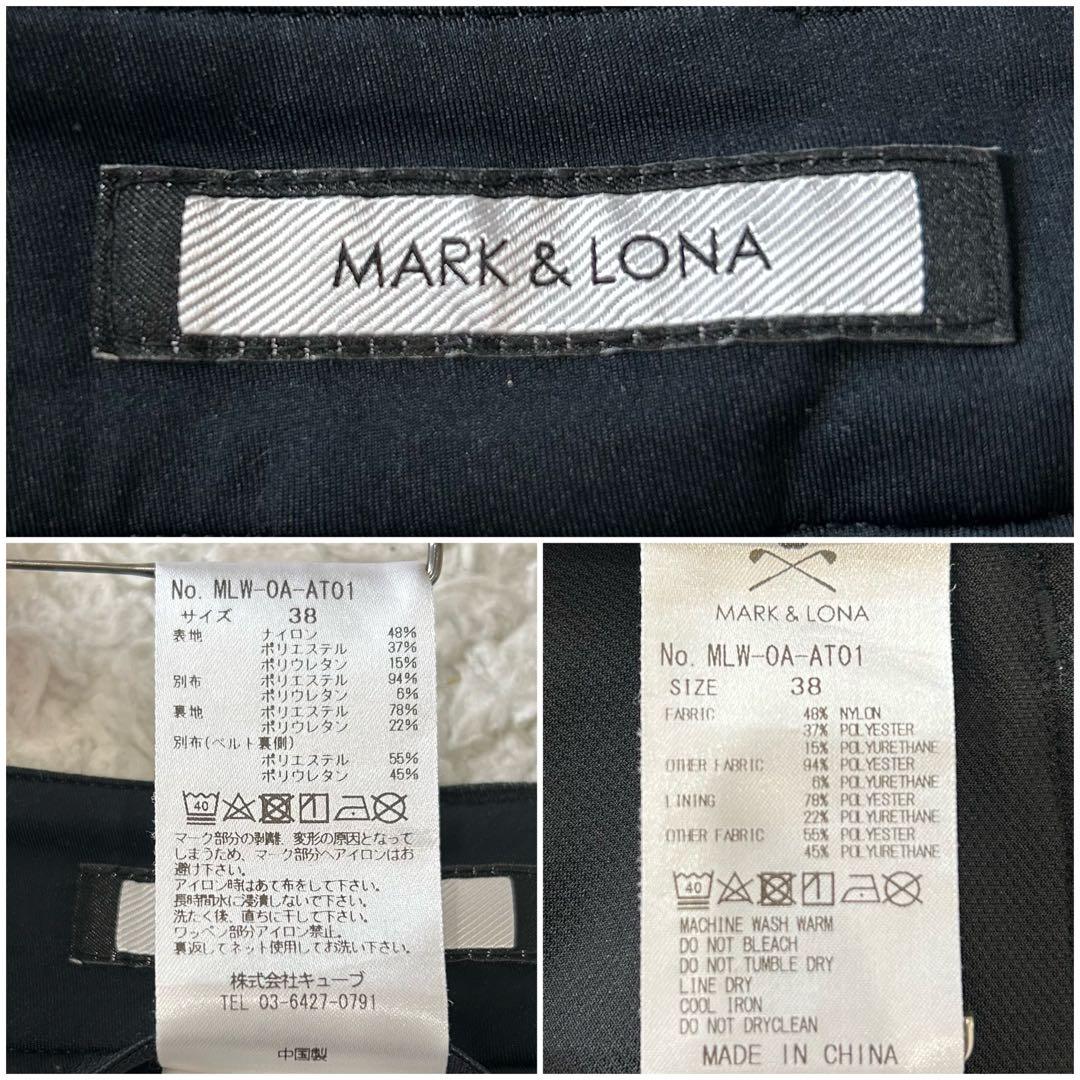 MARK & LONA
No. MLW-OA-AT01
サイズ 38
表地 ナイロン 48%
ポリエステル 37%
ポリウレタン 15%
別布 ポリエステル 94%
ポリウレタン 6%
裏地 ポリエステル 78%
ポリウレタン 22%
別布(ベルト裏側)
ポリエステル 55%
ポリウレタン 45%
40
マーク部分の剥離、変形の原因となって
しまうため、マーク部分へアイロンはお
避け下さい。
アイロン時はあて布をして下さい。
長時間水に浸漬しないで下さい。
洗たく後、直ちに干して下さい。
ワッペン部分アイロン禁止。
裏返してネット使用してお洗い下さい。
株式会社キューブ
TEL 03-6427-0791
中国製
MARK & LONA
No. MLW-OA-AT01
SIZE 38
FABRIC 48% NYLON
37% POLYESTER
15% POLYURETHANE
OTHER FABRIC 94% POLYESTER
6% POLYURETHANE
LINING 78% POLYESTER
22% POLYURETHANE
OTHER FABRIC 55% POLYESTER
45% POLYURETHANE
40
MACHINE WASH WARM
DO NOT BLEACH
DO NOT TUMBLE DRY
LINE DRY
COOL IRON
DO NOT DRYCLEAN
MADE IN CHINA